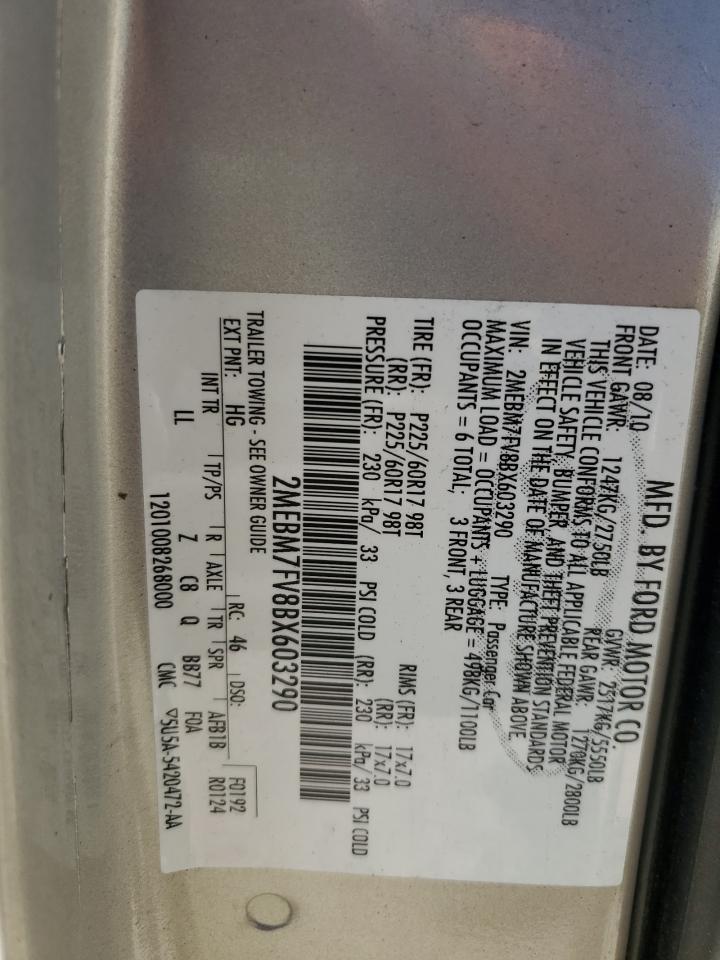 MFD. BY FORD MOTOR CO
DATE: 08/10 GVWR: 2517KG/5550LB
FRONT GAWR: 1247KG/2750LB REAR GAWR: 1270KG/2800LB
THIS VEHICLE CONFORMS TO ALL APPLICABLE FEDERAL MOTOR
VEHICLE SAFETY, BUMPER, AND THEFT PREVENTION STANDARDS
IN EFFECT ON THE DATE OF MANUFACTURE SHOWN ABOVE.
VIN: 2MEBM7FV8BX603290 TYPE: Passenger Car
MAXIMUM LOAD = OCCUPANTS + LUGGAGE = 498KG/1100LB
OCCUPANTS = 6 TOTAL; 3 FRONT, 3 REAR
TIRE (FR): P225/60R17 98T RIMS (FR): 17x7.0
(RR): P225/60R17 98T (RR): 17x7.0
PRESSURE (FR): 230 kPa/ 33 PSI COLD (RR): 230 kPa/ 33 PSI COLD
2MEBM7FV8BX603290
TRAILER TOWING - SEE OWNER GUIDE
EXT PNT: HG RC: 46 DSO: F0192
R0124
INT TR TP/PS R AXLE TR SPR AFB1B
LL Z C8 Q BB77 F0A
1201008268000 CMC ▽5U5A-5420472-AA